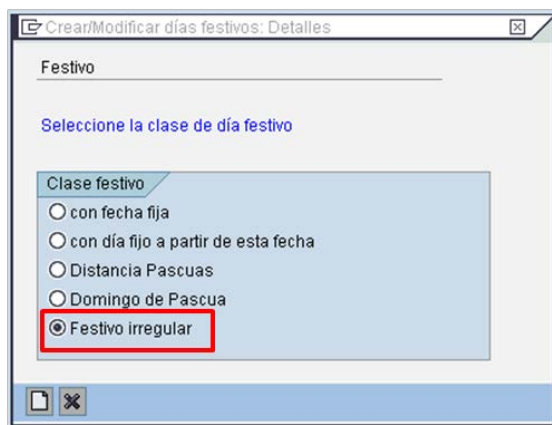 Crear/Modificar días festivos: Detalles
Festivo
Seleccione la clase de día festivo
Clase festivo
con fecha fija
con día fijo a partir de esta fecha
Distancia Pascuas
Domingo de Pascua
Festivo irregular